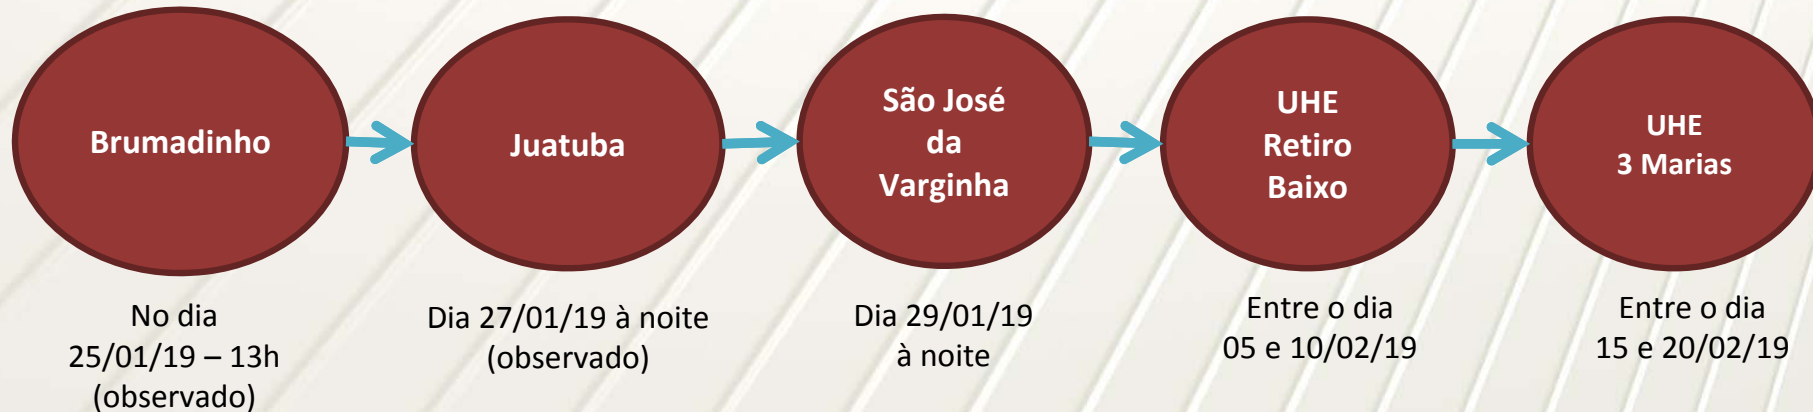 Brumadinho
No dia
25/01/19 – 13h
(observado)
Juatuba
Dia 27/01/19 à noite
(observado)
São José
da
Varginha
Dia 29/01/19
à noite
UHE
Retiro
Baixo
Entre o dia
05 e 10/02/19
UHE
3 Marias
Entre o dia
15 e 20/02/19